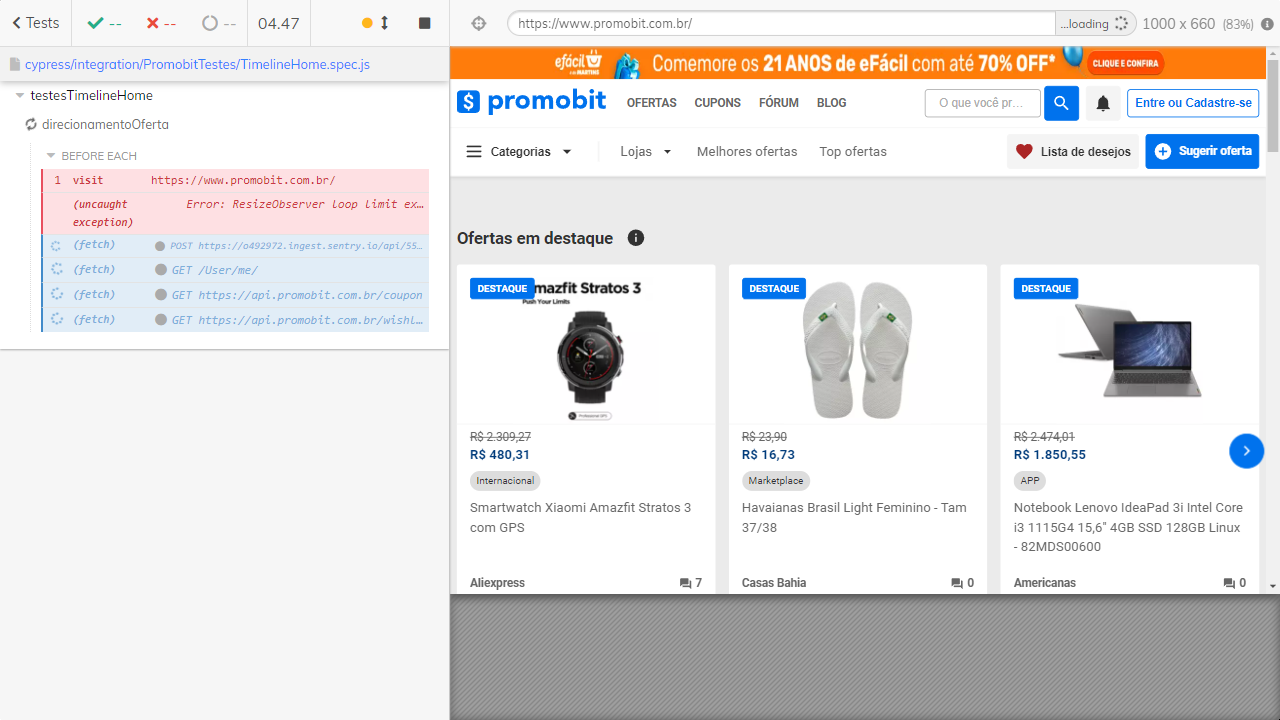 Tests
--
--
--
04.47
https://www.promobit.com.br/
...loading
1000 x 660 (83%)
cypress/integration/PromobitTestes/TimelineHome.spec.js
testesTimelineHome
direcionamentoOferta
BEFORE EACH
1 visit https://www.promobit.com.br/
(uncaught exception) Error: ResizeObserver loop limit ex…
(fetch) POST https://o492972.ingest.sentry.io/api/55…
(fetch) GET /User/me/
(fetch) GET https://api.promobit.com.br/coupon
(fetch) GET https://api.promobit.com.br/wishl…
efácil Comemore os 21 ANOS de eFácil com até 70% OFF* CLIQUE E CONFIRA
promobit OFERTAS CUPONS FÓRUM BLOG O que você pr… Entre ou Cadastre-se
Categorias Lojas Melhores ofertas Top ofertas Lista de desejos Sugerir oferta
Ofertas em destaque
DESTAQUE
mazfit Stratos 3
Push Your Limits
R$ 2.309,27
R$ 480,31
Internacional
Smartwatch Xiaomi Amazfit Stratos 3
com GPS
Aliexpress 7
DESTAQUE
R$ 23,90
R$ 16,73
Marketplace
Havaianas Brasil Light Feminino - Tam
37/38
Casas Bahia 0
DESTAQUE
R$ 2.474,01
R$ 1.850,55
APP
Notebook Lenovo IdeaPad 3i Intel Core
i3 1115G4 15,6" 4GB SSD 128GB Linux
- 82MDS00600
Americanas 0